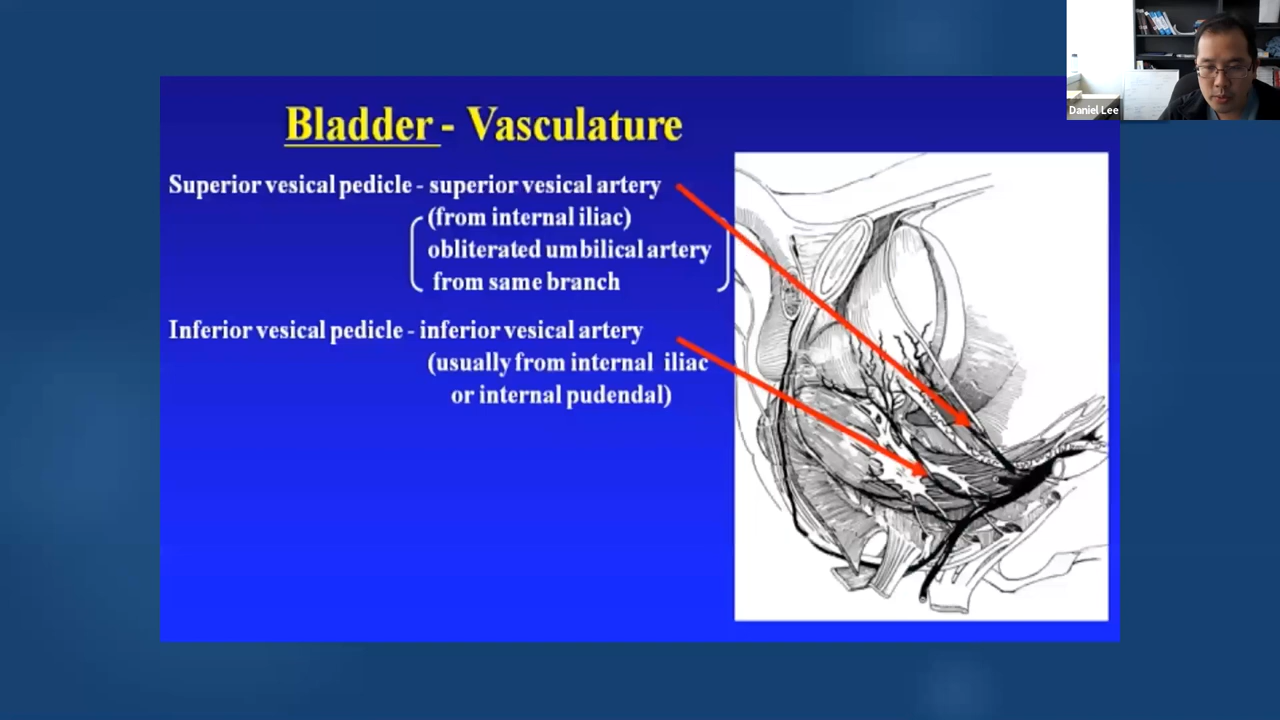 Bladder - Vasculature
Superior vesical pedicle - superior vesical artery
(from internal iliac)
obliterated umbilical artery
from same branch
Inferior vesical pedicle - inferior vesical artery
(usually from internal iliac
or internal pudendal)
Daniel Lee